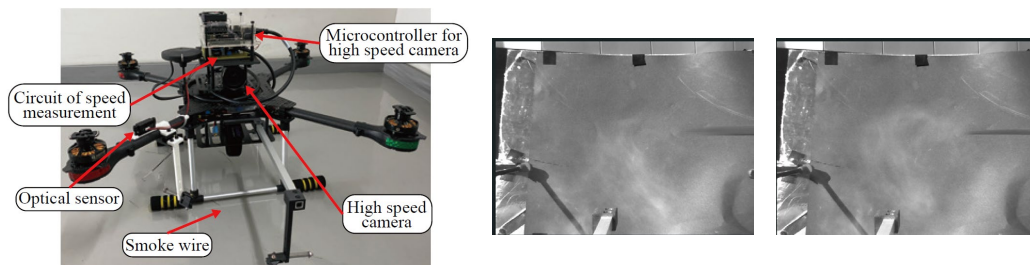 Microcontroller for
high speed camera
Circuit of speed
measurement
Optical sensor
High speed
camera
Smoke wire